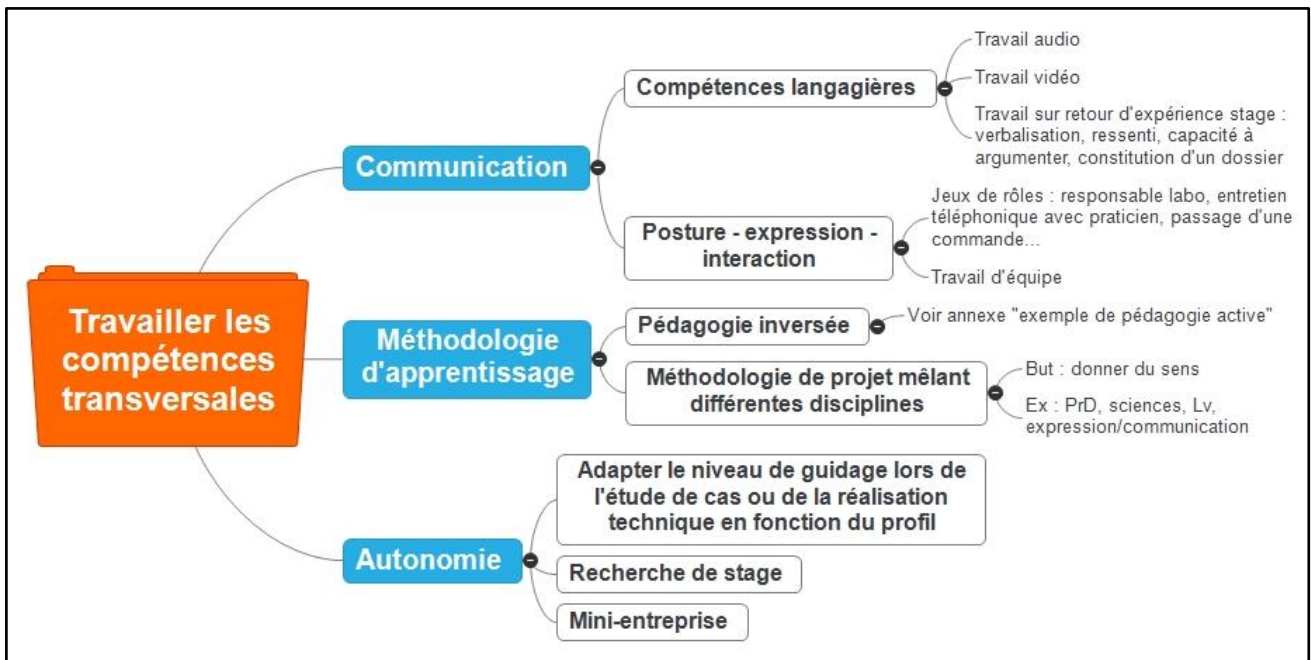 Travailler les
compétences
transversales
Communication
Compétences langagières
Travail audio
Travail vidéo
Travail sur retour d'expérience stage :
verbalisation, ressenti, capacité à
argumenter, constitution d'un dossier
Posture - expression -
interaction
Jeux de rôles : responsable labo, entretien
téléphonique avec praticien, passage d'une
commande...
Travail d'équipe
Méthodologie
d'apprentissage
Pédagogie inversée
Voir annexe "exemple de pédagogie active"
Méthodologie de projet mêlant
différentes disciplines
But : donner du sens
Ex : PrD, sciences, Lv,
expression/communication
Autonomie
Adapter le niveau de guidage lors de
l'étude de cas ou de la réalisation
technique en fonction du profil
Recherche de stage
Mini-entreprise